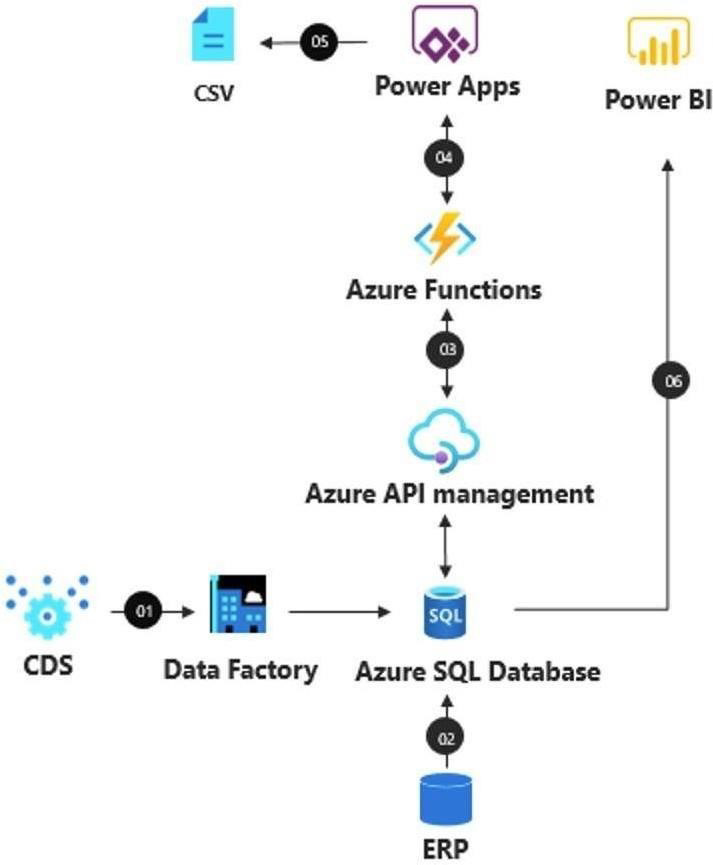 05
CSV
Power Apps
Power BI
04
Azure Functions
03
06
Azure API management
01
SQL
CDS
Data Factory
Azure SQL Database
02
ERP